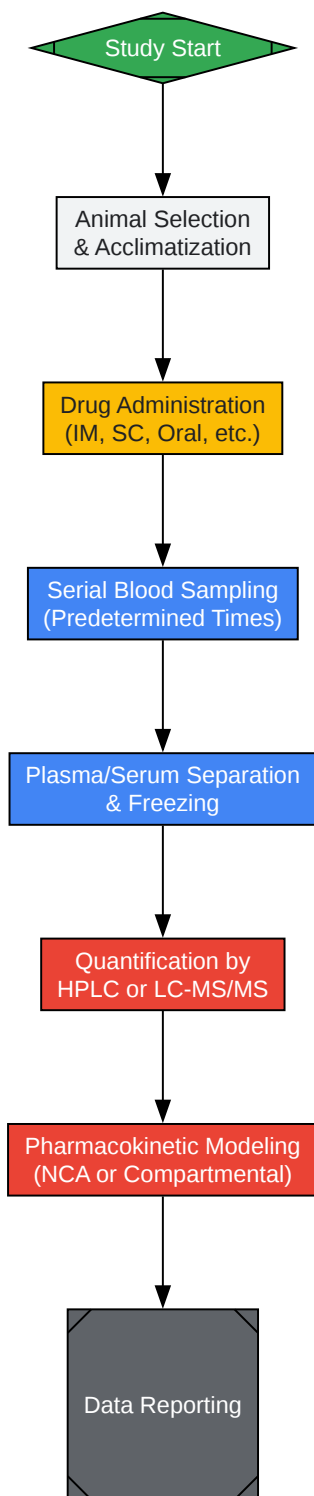 Study Start
Animal Selection
& Acclimatization
Drug Administration
(IM, SC, Oral, etc.)
Serial Blood Sampling
(Predetermined Times)
Plasma/Serum Separation
& Freezing
Quantification by
HPLC or LC-MS/MS
Pharmacokinetic Modeling
(NCA or Compartmental)
Data Reporting